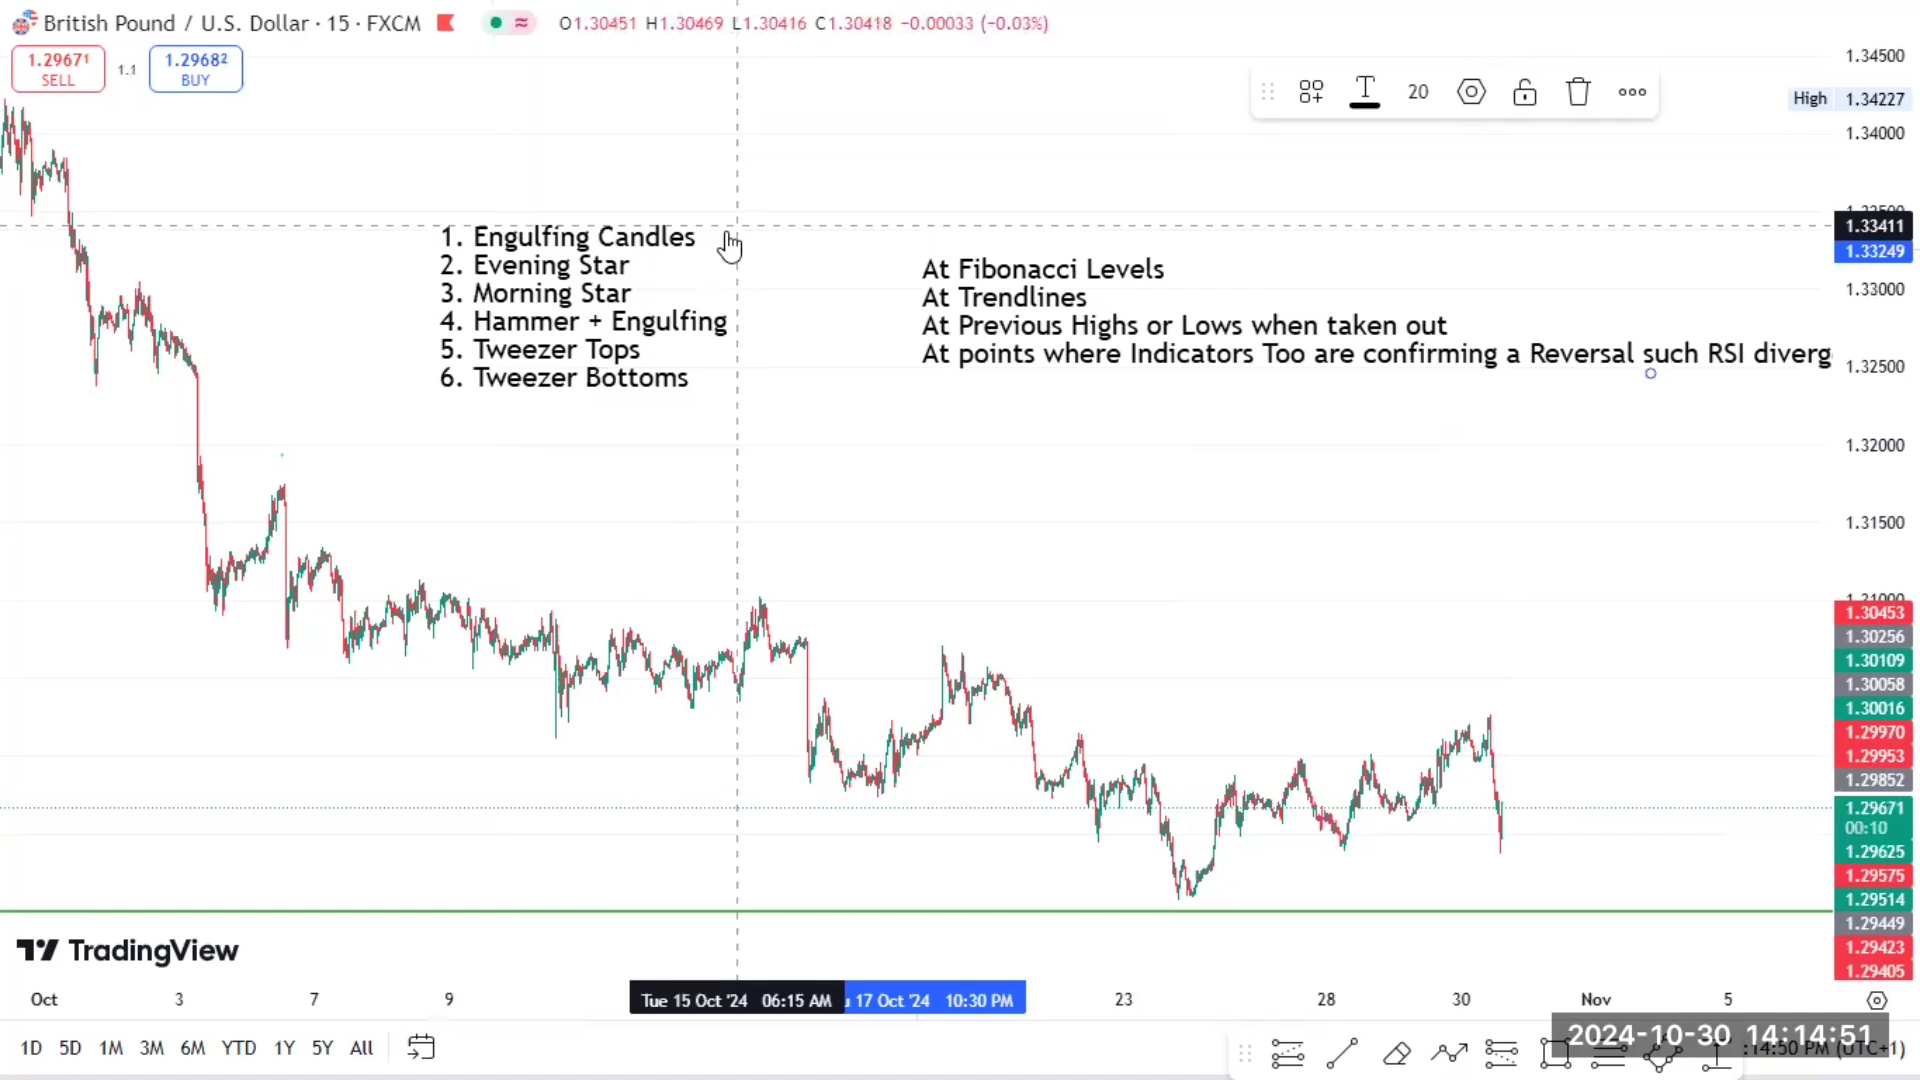 British Pound / U.S. Dollar · 15 · FXCM
O1.30451 H1.30469 L1.30416 C1.30418 −0.00033 (−0.03%)
1.29671
SELL
1.1
1.29682
BUY
20
1.34500
High 1.34227
1.34000
1.33411
1.33249
1.33000
1.32500
1.32000
1.31500
1.31000
1. Engulfing Candles
2. Evening Star
3. Morning Star
4. Hammer + Engulfing
5. Tweezer Tops
6. Tweezer Bottoms
At Fibonacci Levels
At Trendlines
At Previous Highs or Lows when taken out
At points where Indicators Too are confirming a Reversal such RSI diverg
1.30453
1.30256
1.30109
1.30058
1.30016
1.29970
1.29953
1.29852
1.29671
00:10
1.29625
1.29575
1.29514
1.29449
1.29423
1.29405
TradingView
Oct 3 7 9 Tue 15 Oct '24 06:15 AM 17 Oct '24 10:30 PM 23 28 30 Nov 5
1D 5D 1M 3M 6M YTD 1Y 5Y All
2024-10-30 14:14:51
:14:50 PM (UTC+1)